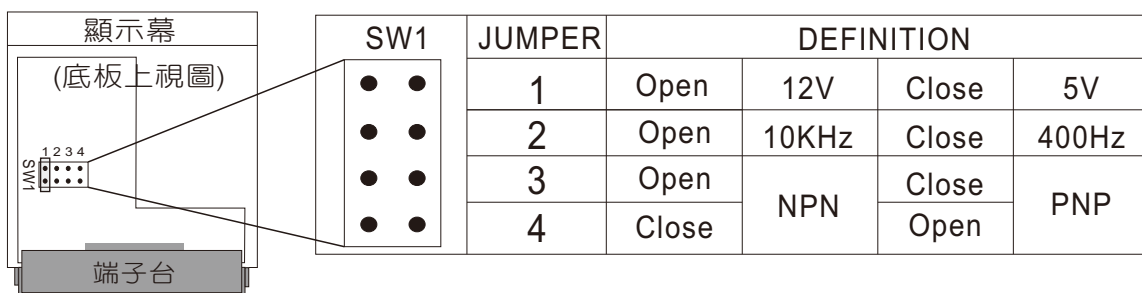 顯示幕
(底板上視圖)
1 2 3 4
SW1
端子台
SW1 JUMPER DEFINITION
1 Open 12V Close 5V
2 Open 10KHz Close 400Hz
3 Open NPN Close PNP
4 Close Open